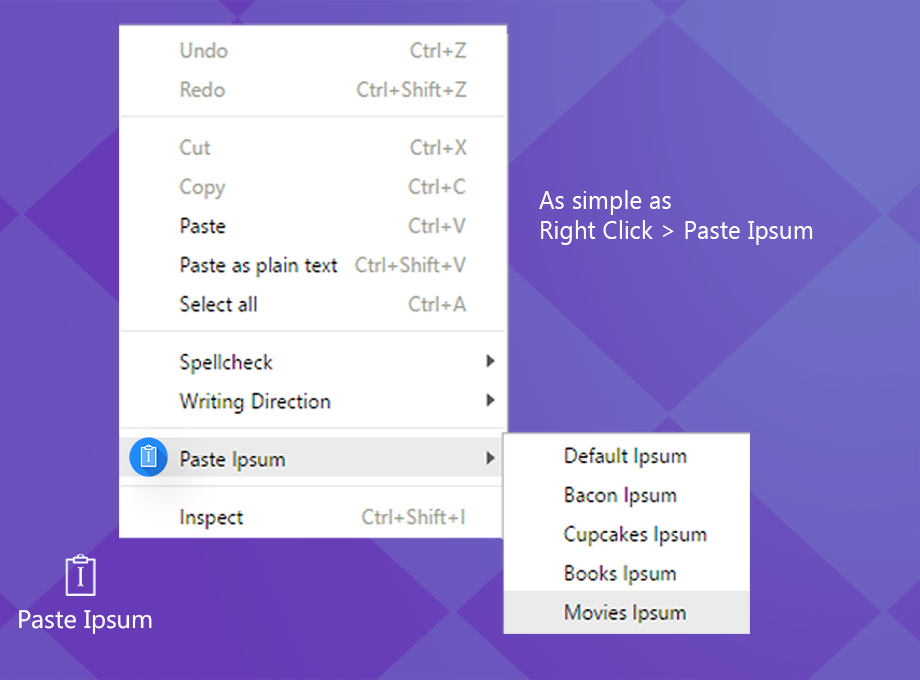 Undo Ctrl+Z
Redo Ctrl+Shift+Z
Cut Ctrl+X
Copy Ctrl+C
Paste Ctrl+V
Paste as plain text Ctrl+Shift+V
Select all Ctrl+A
Spellcheck
Writing Direction
Paste Ipsum
Inspect Ctrl+Shift+I
Default Ipsum
Bacon Ipsum
Cupcakes Ipsum
Books Ipsum
Movies Ipsum
As simple as
Right Click > Paste Ipsum
I
I
Paste Ipsum